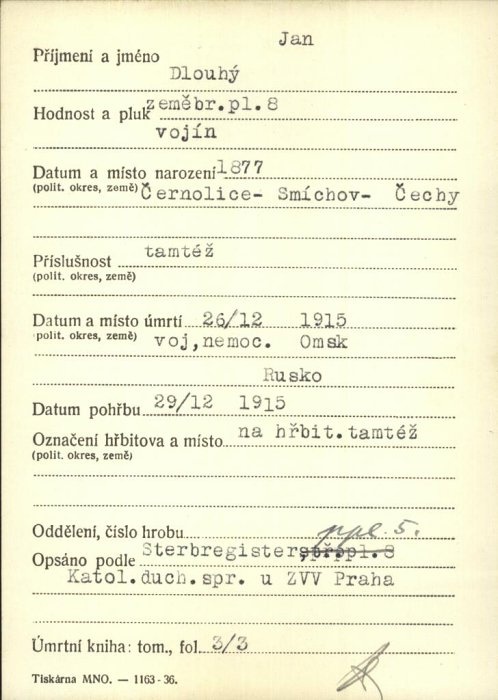 Jan
Příjmení a jméno
Dlouhý
Hodnost a pluk zeměbr.pl.8
vojín
Datum a místo narození 1877
(polit. okres, země) Černolice- Smíchov- Čechy
Příslušnost tamtéž
(polit. okres, země)
Datum a místo úmrtí 26/12 1915
polit. okres, země) voj,nemoc. Omsk
Rusko
Datum pohřbu 29/12 1915
Označení hřbitova a místo na hřbit.tamtéž
(polit. okres, země)
Oddělení, číslo hrobu
Opsáno podle Sterbregister pl.8
Katol.duch.spr. u ZVV Praha
Úmrtní kniha: tom., fol. 3/3
Tiskárna MNO. — 1163-36.